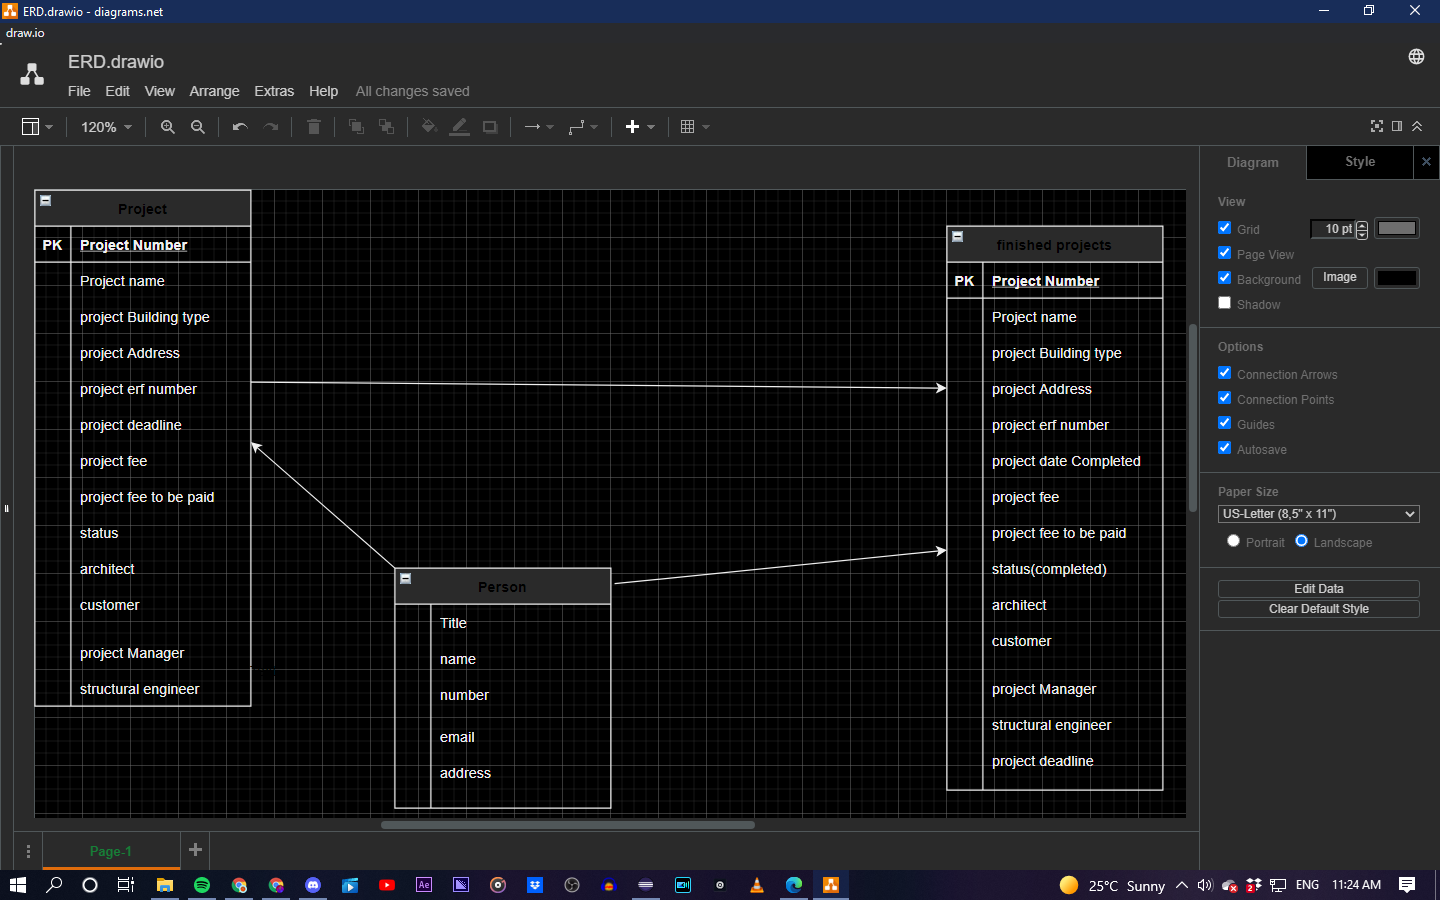 ERD.drawio - diagrams.net
draw.io
ERD.drawio
File Edit View Arrange Extras Help All changes saved
120%
Diagram Style
View
Grid 10 pt
Page View
Background Image
Shadow
Options
Connection Arrows
Connection Points
Guides
Autosave
Paper Size
US-Letter (8,5" x 11")
Portrait Landscape
Edit Data
Clear Default Style
Project
PK Project Number
Project name
project Building type
project Address
project erf number
project deadline
project fee
project fee to be paid
status
architect
customer
project Manager
structural engineer
Person
Title
name
number
email
address
finished projects
PK Project Number
Project name
project Building type
project Address
project erf number
project date Completed
project fee
project fee to be paid
status(completed)
architect
customer
project Manager
structural engineer
project deadline
Page-1
Ae
25°C Sunny
2
ENG 11:24 AM